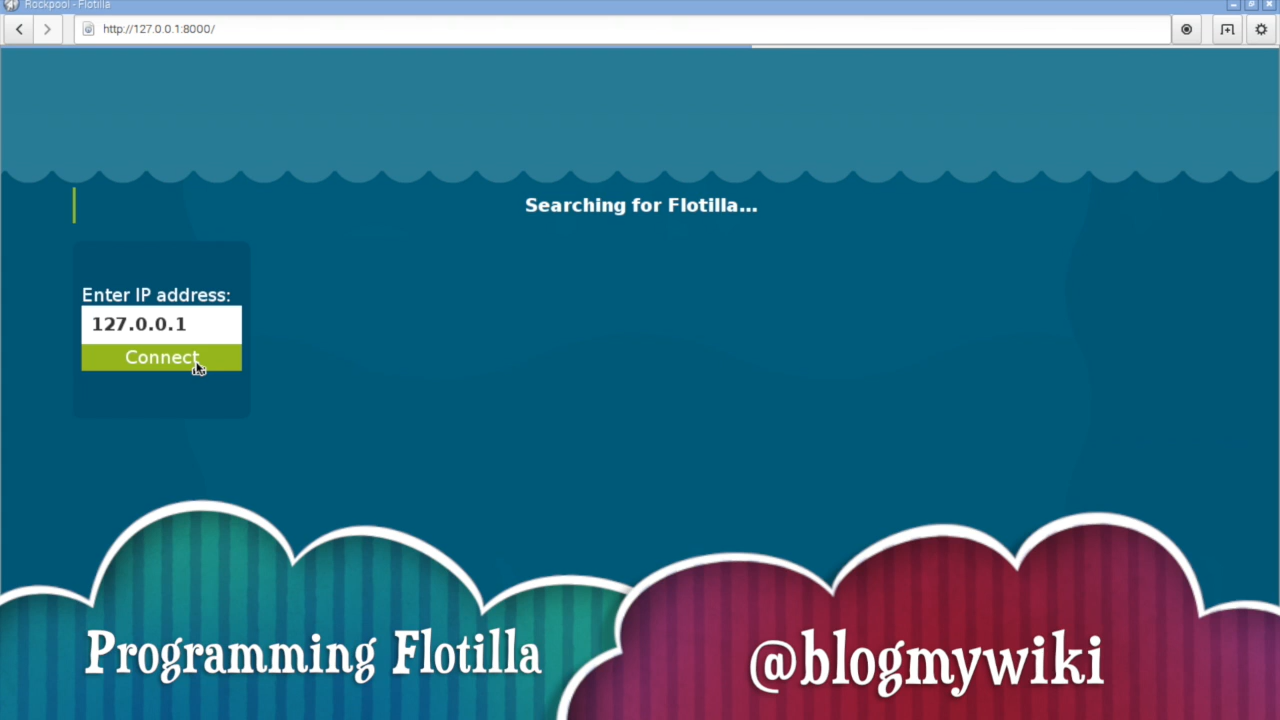 Rockpool - Flotilla
http://127.0.0.1:8000/
Searching for Flotilla...
Enter IP address:
127.0.0.1
Connect
Programming Flotilla
@blogmywiki